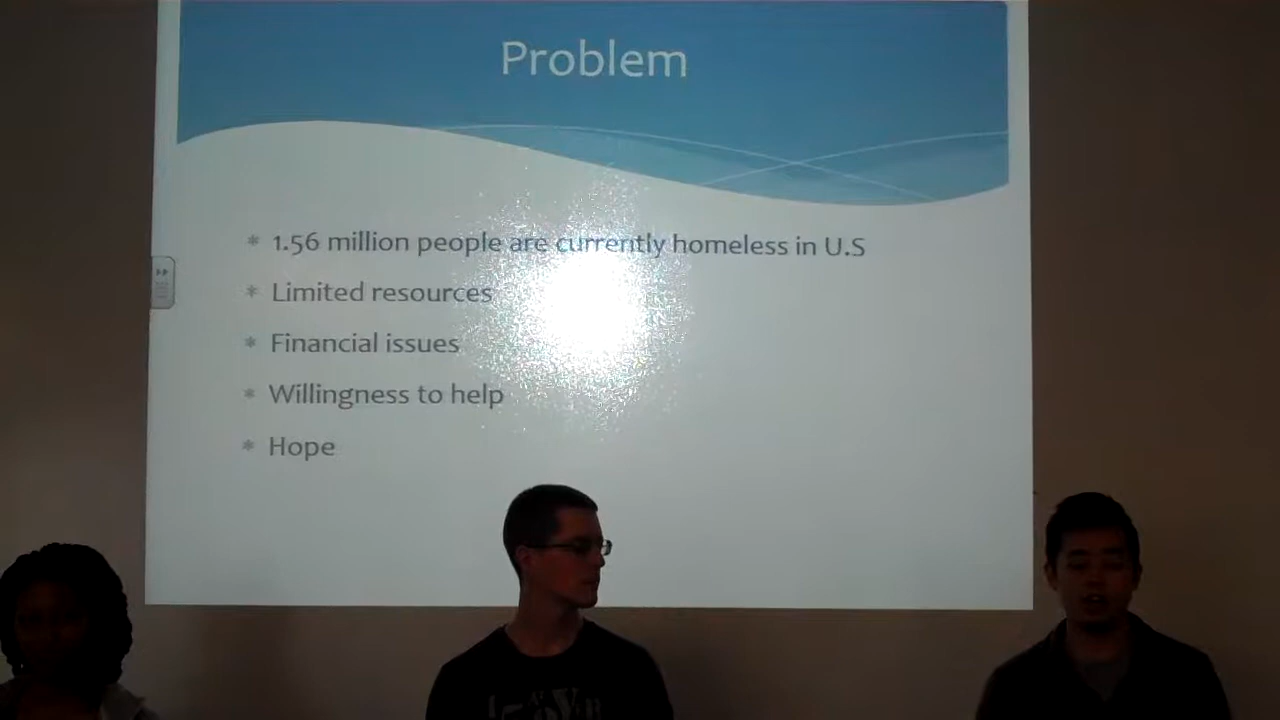 Problem
* 1.56 million people are currently homeless in U.S
* Limited resources
* Financial issues
* Willingness to help
* Hope